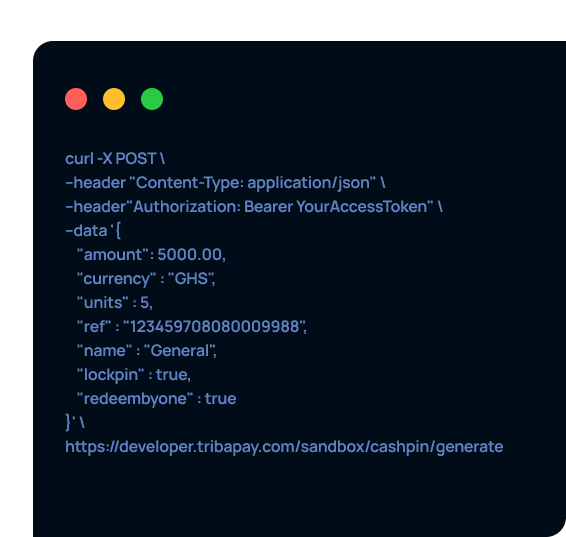 curl -X POST \
–header "Content-Type: application/json" \
–header"Authorization: Bearer YourAccessToken" \
–data '{
"amount": 5000.00,
"currency" : "GHS",
"units" : 5,
"ref" : "123459708080009988",
"name" : "General",
"lockpin" : true,
"redeembyone" : true
}' \
https://developer.tribapay.com/sandbox/cashpin/generate